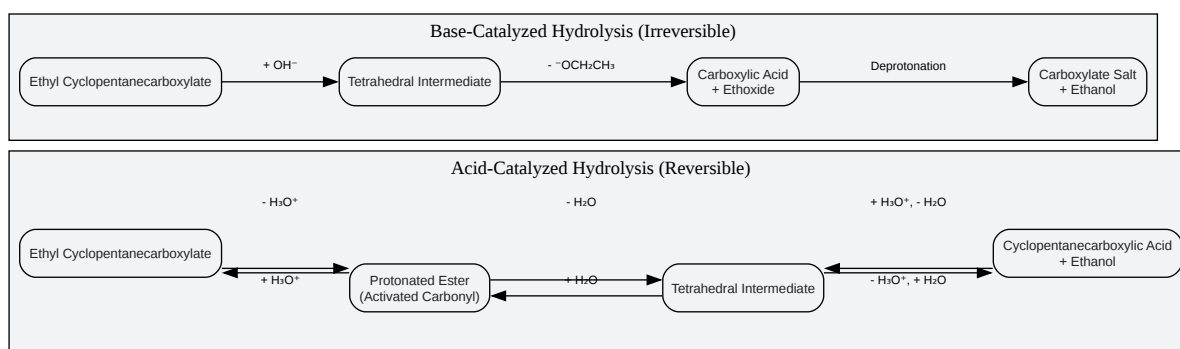 Base-Catalyzed Hydrolysis (Irreversible)
Ethyl Cyclopentanecarboxylate
+ OH⁻
Tetrahedral Intermediate
- ⁻OCH₂CH₃
Carboxylic Acid
+ Ethoxide
Deprotonation
Carboxylate Salt
+ Ethanol
Acid-Catalyzed Hydrolysis (Reversible)
- H₃O⁺
- H₂O
+ H₃O⁺, - H₂O
Ethyl Cyclopentanecarboxylate
+ H₃O⁺
Protonated Ester
(Activated Carbonyl)
+ H₂O
Tetrahedral Intermediate
- H₃O⁺, + H₂O
Cyclopentanecarboxylic Acid
+ Ethanol